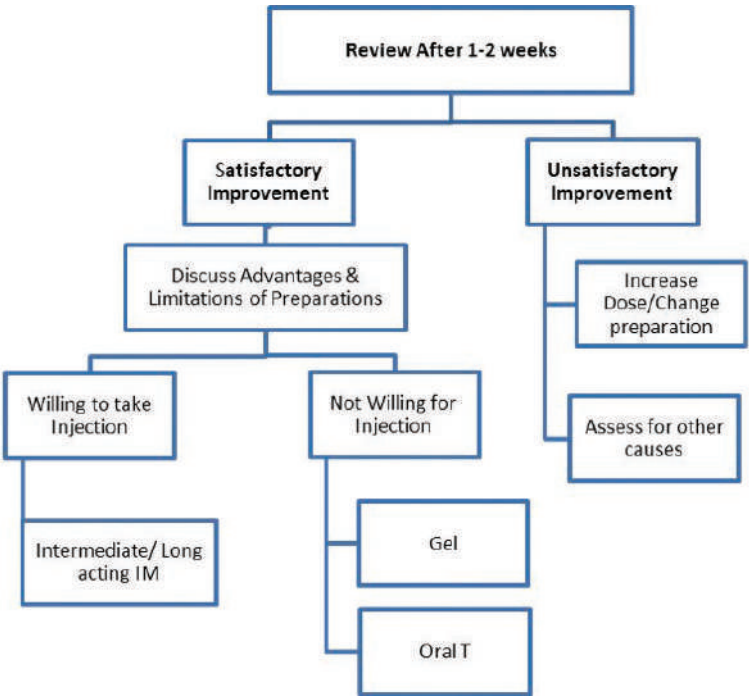 Review After 1-2 weeks
Satisfactory
Improvement
Unsatisfactory
Improvement
Discuss Advantages &
Limitations of Preparations
Increase
Dose/Change
preparation
Willing to take
Injection
Not Willing for
Injection
Assess for other
causes
Intermediate/ Long
acting IM
Gel
Oral T